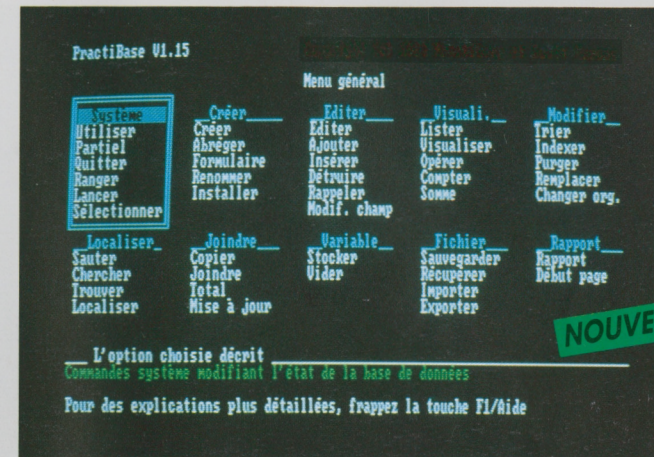 PractiBase V1.15
Menu général
Système
Utiliser
Partiel
Quitter
Ranger
Lancer
Sélectionner
Créer
Créer
Abréger
Formulaire
Renommer
Installer
Editer
Editer
Ajouter
Insérer
Détruire
Rappeler
Modif. champ
Visuali.
Lister
Visualiser
Opérer
Compter
Somme
Modifier
Trier
Indexer
Purger
Remplacer
Changer org.
Localiser
Sauter
Chercher
Trouver
Localiser
Joindre
Copier
Joindre
Total
Mise à jour
Variable
Stocker
Vider
Fichier
Sauvegarder
Récupérer
Importer
Exporter
Rapport
Rapport
Début page
NOUVE
L'option choisie décrit
Commandes système modifiant l'état de la base de données
Pour des explications plus détaillées, frappez la touche F1/Aide